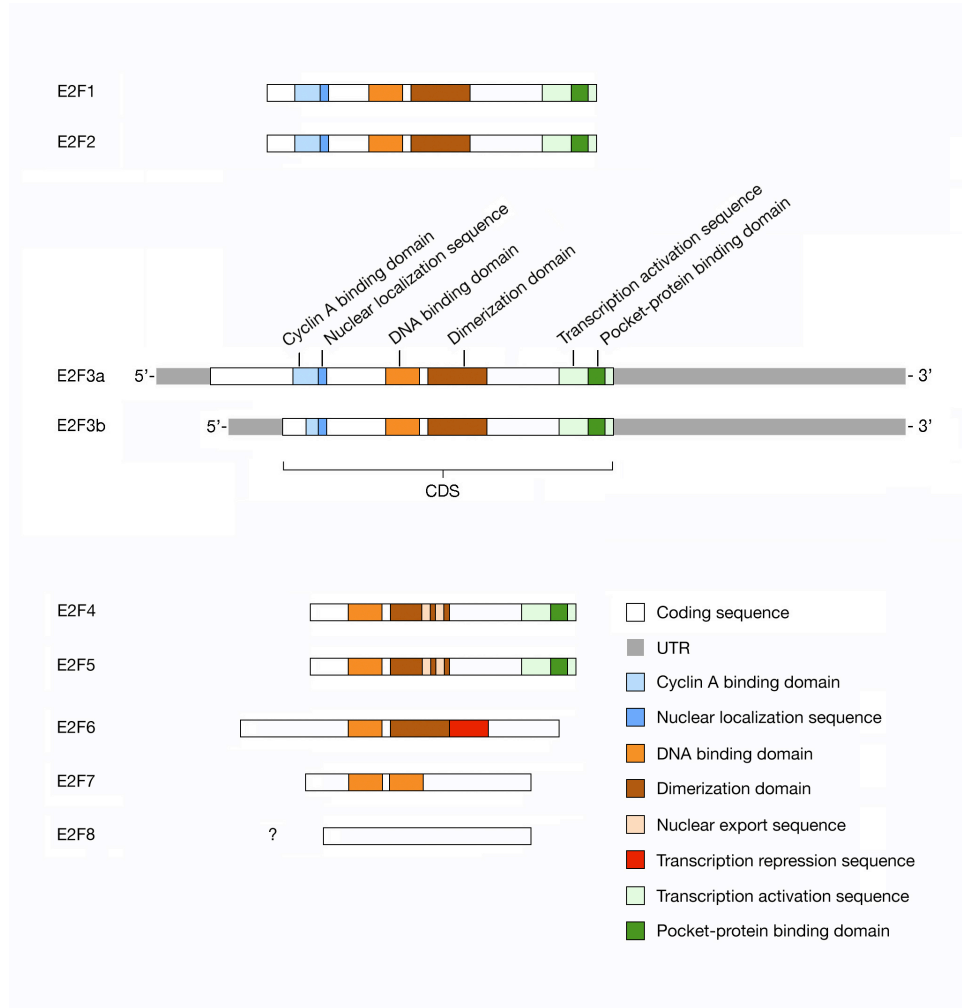 E2F1
E2F2
Cyclin A binding domain
Nuclear localization sequence
DNA binding domain
Dimerization domain
Transcription activation sequence
Pocket-protein binding domain
E2F3a 5’- - 3’
E2F3b 5’- - 3’
CDS
E2F4
E2F5
E2F6
E2F7
E2F8 ?
Coding sequence
UTR
Cyclin A binding domain
Nuclear localization sequence
DNA binding domain
Dimerization domain
Nuclear export sequence
Transcription repression sequence
Transcription activation sequence
Pocket-protein binding domain